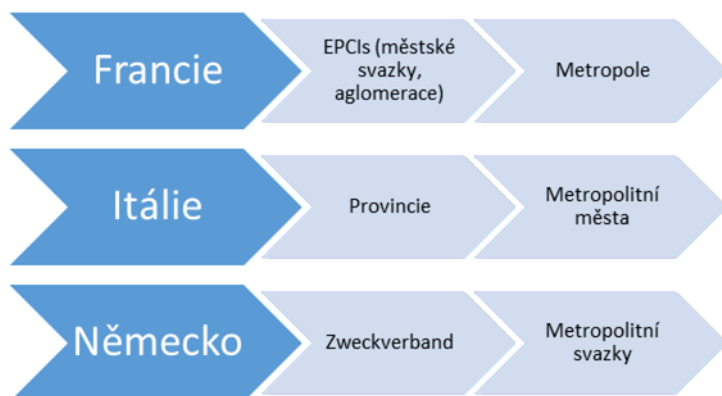 Francie
EPCIs (městské
svazky,
aglomerace)
Metropole
Itálie
Provincie
Metropolitní
města
Německo
Zweckverband
Metropolitní
svazky